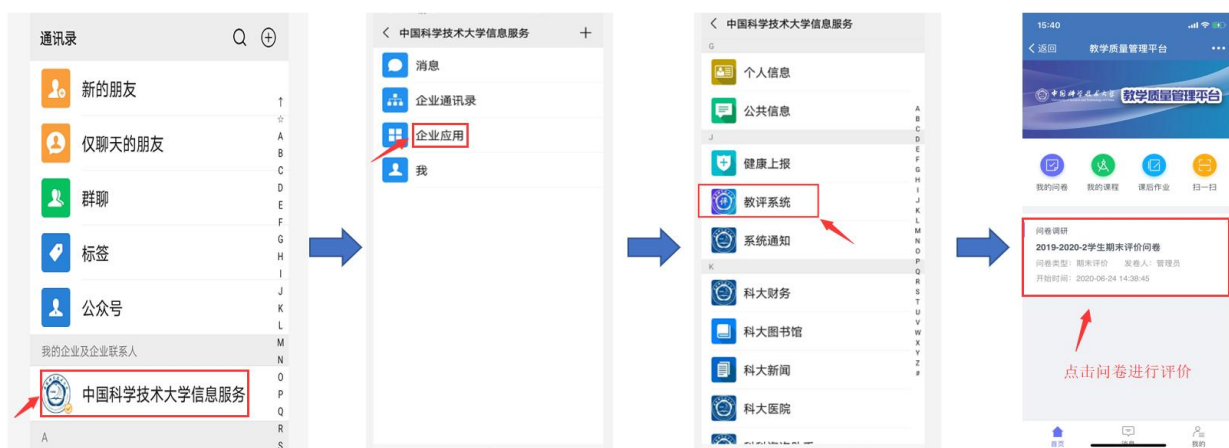 通讯录
新的朋友
仅聊天的朋友
群聊
标签
公众号
我的企业及企业联系人
中国科学技术大学信息服务
A
↑
☆
A
B
C
D
E
F
G
H
I
J
K
L
M
N
O
P
Q
R
S
中国科学技术大学信息服务
消息
企业通讯录
企业应用
我
中国科学技术大学信息服务
G
个人信息
公共信息
J
健康上报
教评系统
系统通知
K
科大财务
科大图书馆
科大新闻
科大医院
A
B
C
D
E
F
G
H
I
J
K
L
M
N
O
P
Q
R
S
T
U
V
W
X
Y
Z
#
15:40
返回 教学质量管理平台
中国科学技术大学 教学质量管理平台
我的问卷 我的课程 课后作业 扫一扫
问卷调研
2019-2020-2学生期末评价问卷
问卷类型：期末评价 发卷人：管理员
开始时间：2020-06-24 14:38:45
点击问卷进行评价
首页 消息 我的